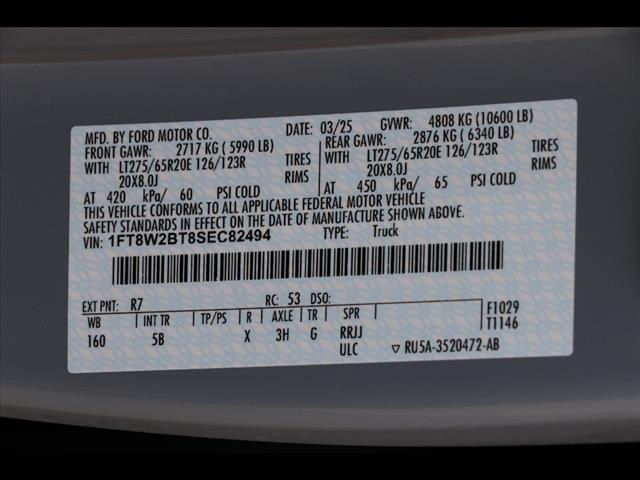 MFD. BY FORD MOTOR CO. DATE: 03/25 GVWR: 4808 KG (10600 LB)
FRONT GAWR: 2717 KG ( 5990 LB) REAR GAWR: 2876 KG ( 6340 LB)
WITH LT275/65R20E 126/123R TIRES WITH LT275/65R20E 126/123R TIRES
20X8.0J RIMS 20X8.0J RIMS
AT 420 kPa/ 60 PSI COLD AT 450 kPa/ 65 PSI COLD
THIS VEHICLE CONFORMS TO ALL APPLICABLE FEDERAL MOTOR VEHICLE
SAFETY STANDARDS IN EFFECT ON THE DATE OF MANUFACTURE SHOWN ABOVE.
VIN: 1FT8W2BT8SEC82494 TYPE: Truck
EXT PNT: R7 RC: 53 DSO: F1029
WB INT TR TP/PS R AXLE TR SPR T1146
160 5B X 3H G RRJJ
ULC ▽ RU5A-3520472-AB